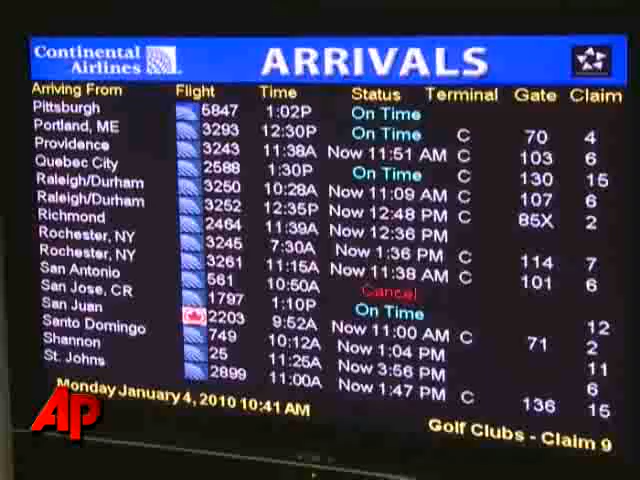 Continental Airlines ARRIVALS
Arriving From Flight Time Status Terminal Gate Claim
Pittsburgh 5847 1:02P On Time
Portland, ME 3293 12:30P On Time C 70 4
Providence 3243 11:38A Now 11:51 AM C 103 6
Quebec City 2588 1:30P On Time C 130 15
Raleigh/Durham 3250 10:28A Now 11:09 AM C 107 6
Raleigh/Durham 3252 12:35P Now 12:48 PM C 85X 2
Richmond 2464 11:39A Now 12:36 PM
Rochester, NY 3245 7:30A Now 1:36 PM C 114 7
Rochester, NY 3261 11:15A Now 11:38 AM C 101 6
San Antonio 561 10:50A Cancel
San Jose, CR 1797 1:10P On Time 12
San Juan 2203 9:52A Now 11:00 AM C 71 2
Santo Domingo 749 10:12A Now 1:04 PM 11
Shannon 25 11:25A Now 3:56 PM 6
St. Johns 2899 11:00A Now 1:47 PM C 136 15
Monday January 4, 2010 10:41 AM
Golf Clubs - Claim 9
AP